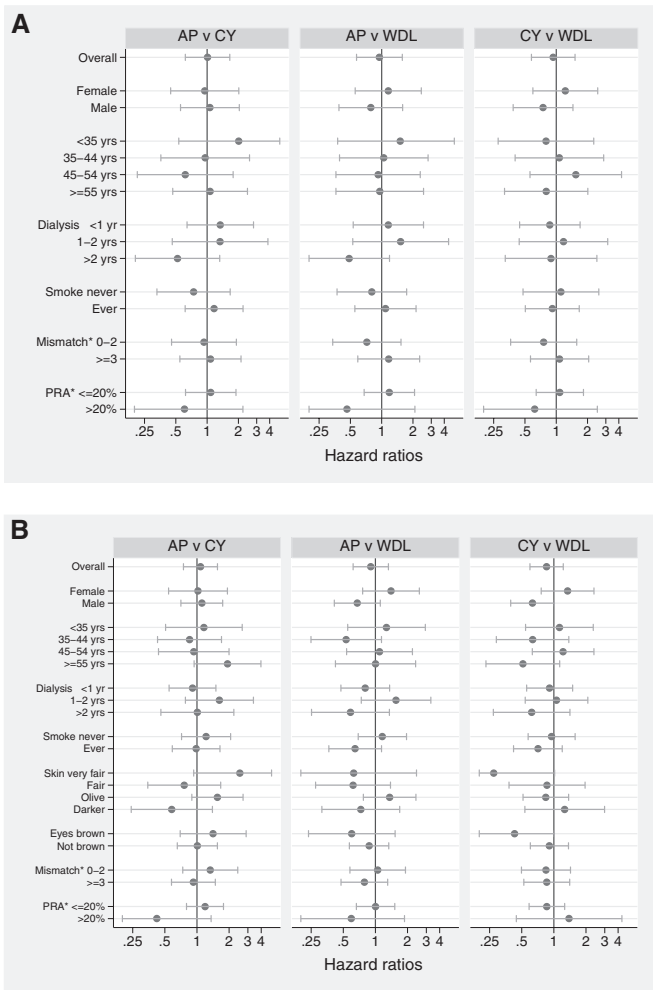 A
AP v CY AP v WDL CY v WDL
Overall
Female
Male
<35 yrs
35–44 yrs
45–54 yrs
>=55 yrs
Dialysis <1 yr
1–2 yrs
>2 yrs
Smoke never
Ever
Mismatch* 0–2
>=3
PRA* <=20%
>20%
.25 .5 1 2 3 4 .25 .5 1 2 3 4 .25 .5 1 2 3 4
Hazard ratios
B
AP v CY AP v WDL CY v WDL
Overall
Female
Male
<35 yrs
35–44 yrs
45–54 yrs
>=55 yrs
Dialysis <1 yr
1–2 yrs
>2 yrs
Smoke never
Ever
Skin very fair
Fair
Olive
Darker
Eyes brown
Not brown
Mismatch* 0–2
>=3
PRA* <=20%
>20%
.25 .5 1 2 3 4 .25 .5 1 2 3 4 .25 .5 1 2 3 4
Hazard ratios